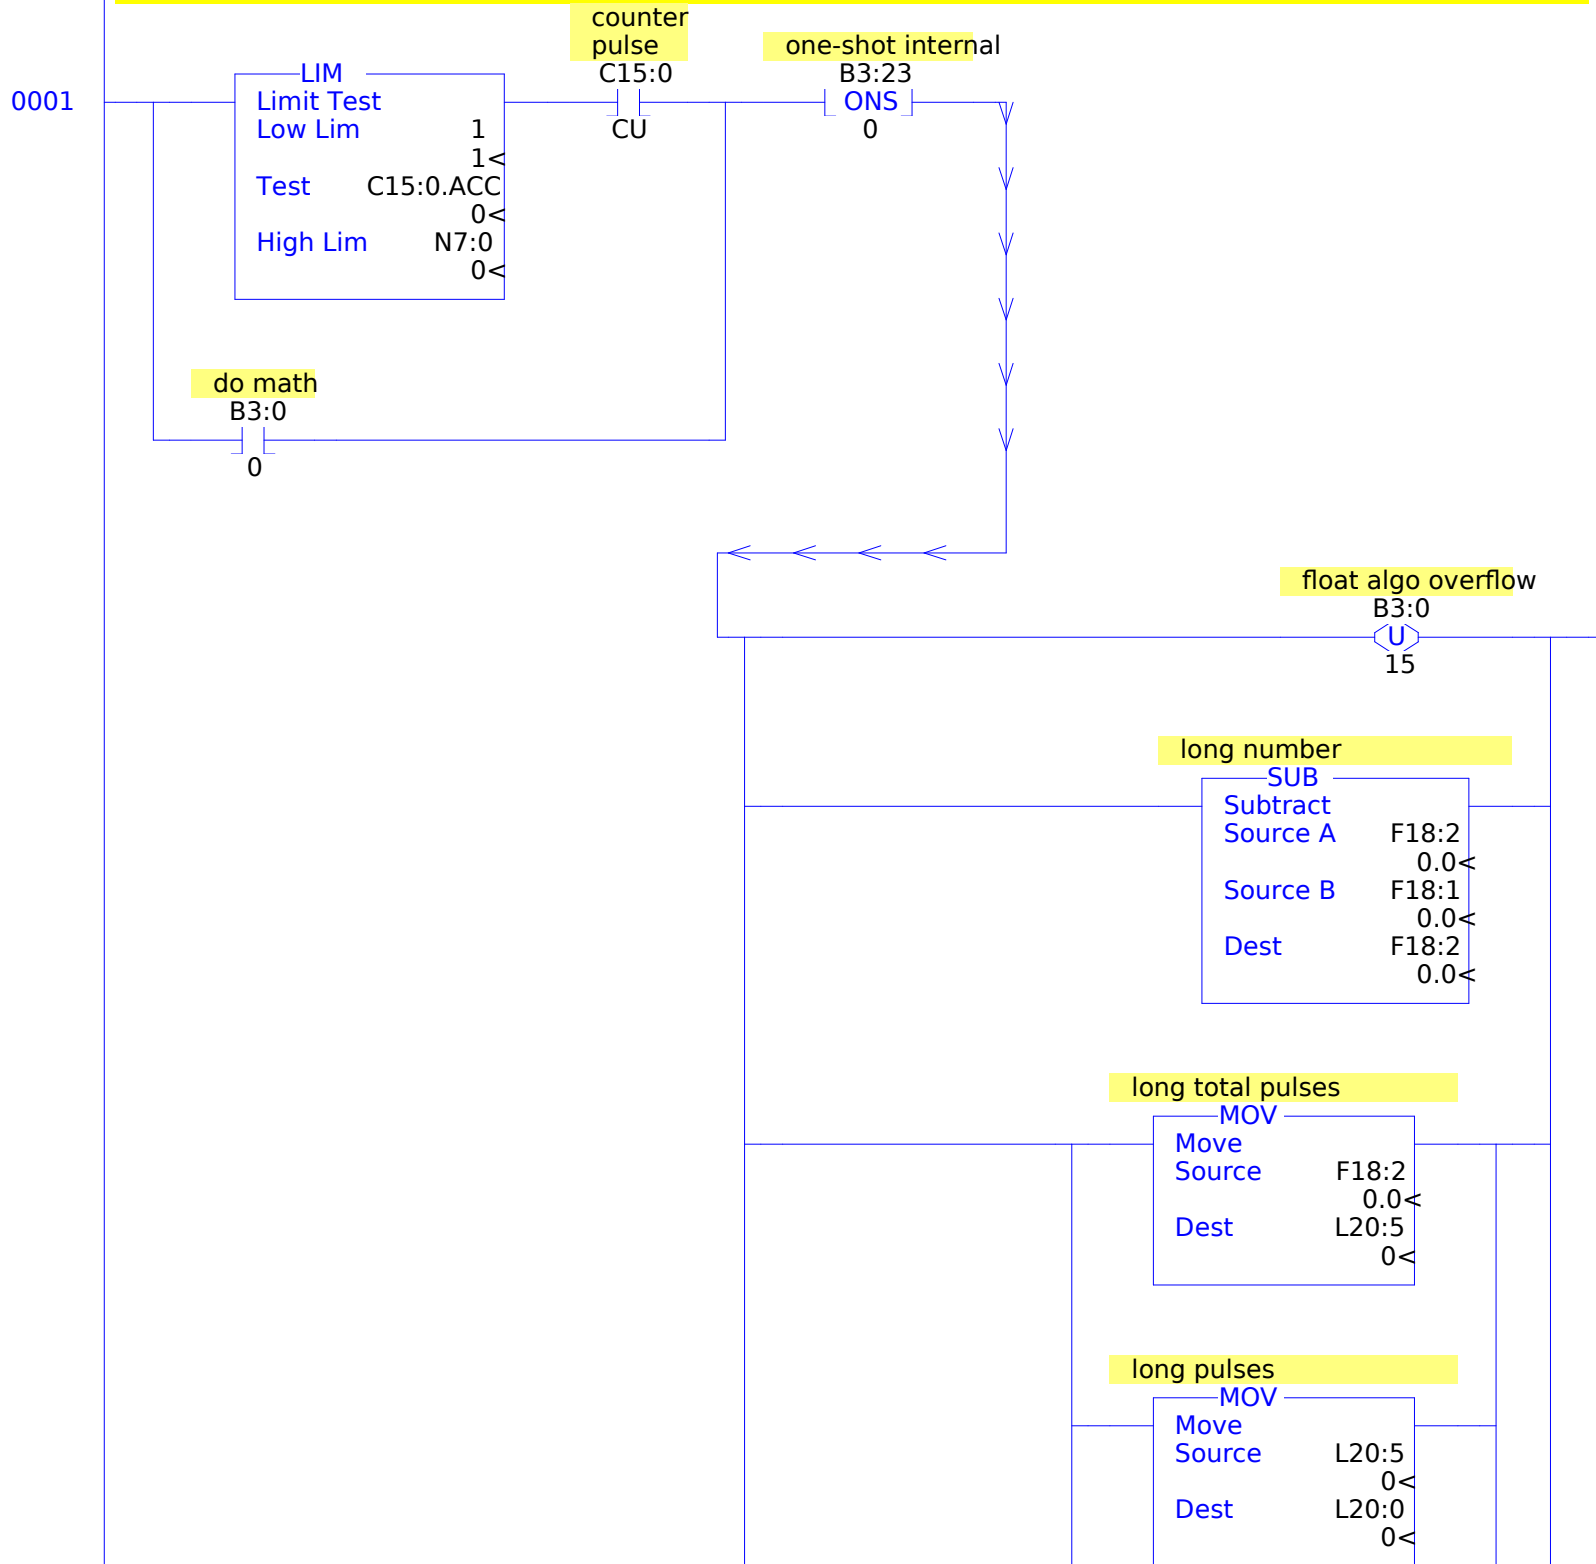 counter
pulse
C15:0
CU
one-shot internal
B3:23
ONS
0
0001
LIM
Limit Test
Low Lim 1
1<
Test C15:0.ACC
0<
High Lim N7:0
0<
do math
B3:0
0
float algo overflow
B3:0
U
15
long number
SUB
Subtract
Source A F18:2
0.0<
Source B F18:1
0.0<
Dest F18:2
0.0<
long total pulses
MOV
Move
Source F18:2
0.0<
Dest L20:5
0<
long pulses
MOV
Move
Source L20:5
0<
Dest L20:0
0<